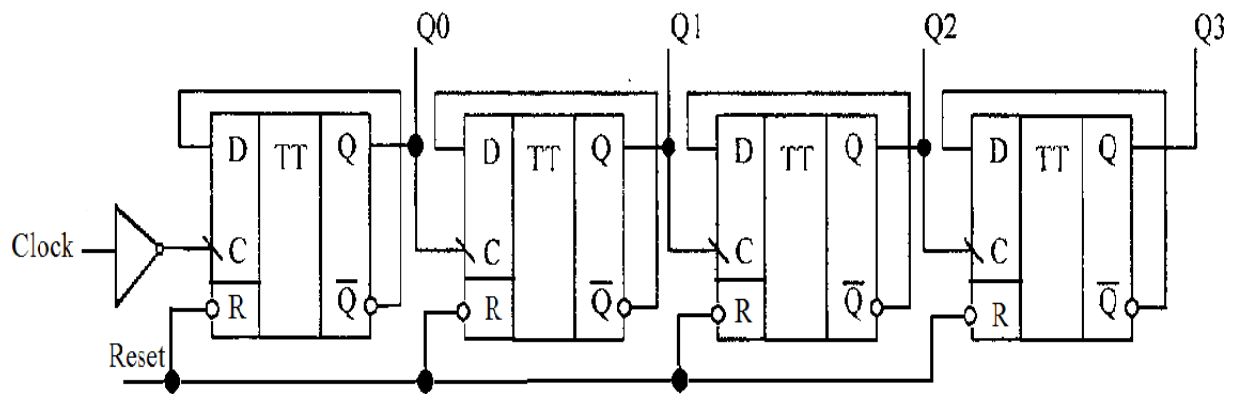 Q0 Q1 Q2 Q3
D TT Q D TT Q D TT Q D TT Q
Clock C C C C
R Q̅ R Q̅ R Q̅ R Q̅
Reset